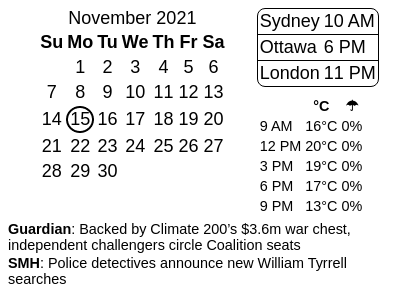 November 2021
Su Mo Tu We Th Fr Sa
1 2 3 4 5 6
7 8 9 10 11 12 13
14 15 16 17 18 19 20
21 22 23 24 25 26 27
28 29 30
Sydney 10 AM
Ottawa 6 PM
London 11 PM
°C ☂
9 AM 16°C 0%
12 PM 20°C 0%
3 PM 19°C 0%
6 PM 17°C 0%
9 PM 13°C 0%
Guardian: Backed by Climate 200’s $3.6m war chest,
independent challengers circle Coalition seats
SMH: Police detectives announce new William Tyrrell
searches